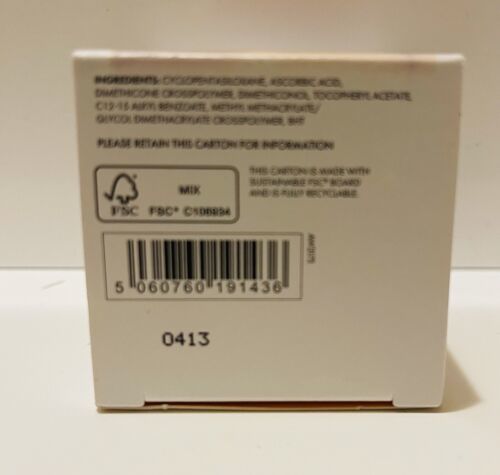 INGREDIENTS: CYCLOPENTASILOXANE, ASCORBIC ACID,
DIMETHICONE CROSSPOLYMER, DIMETHICONOL, TOCOPHERYL ACETATE,
C12-15 ALKYL BENZOATE, METHYL METHACRYLATE/
GLYCOL DIMETHACRYLATE CROSSPOLYMER, BHT
PLEASE RETAIN THIS CARTON FOR INFORMATION
THIS CARTON IS MADE WITH
SUSTAINABLE FSC® BOARD
AND IS FULLY RECYCLABLE.
MIX
FSC FSC®
5 060760 191436
0413